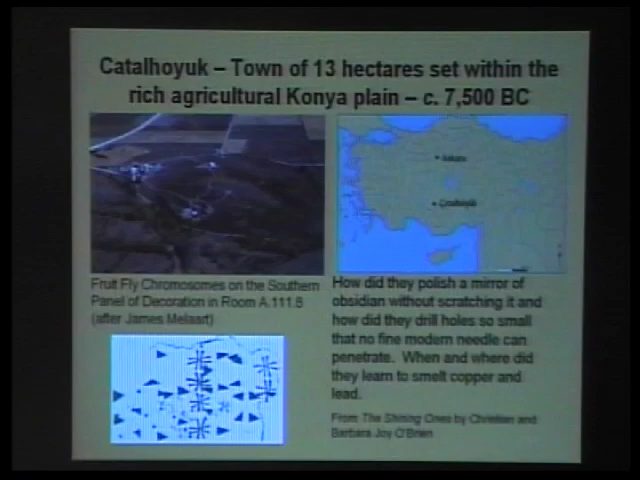 Catalhoyuk – Town of 13 hectares set within the
rich agricultural Konya plain – c. 7,500 BC
Ankara
Catalhoyuk
Fruit Fly Chromosomes on the Southern
Panel of Decoration in Room A.111.8
(after James Melaart)
How did they polish a mirror of
obsidian without scratching it and
how did they drill holes so small
that no fine modern needle can
penetrate. When and where did
they learn to smelt copper and
lead.
From The Shining Ones by Christian and
Barbara Joy O'Brien